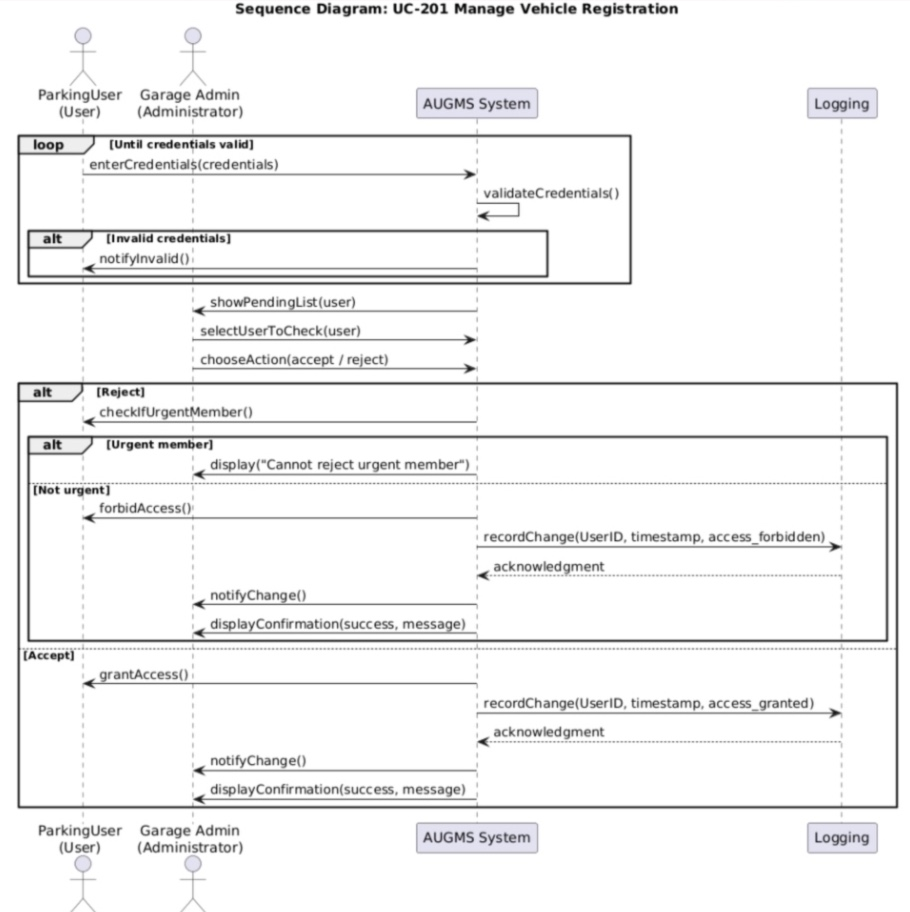 Sequence Diagram: UC-201 Manage Vehicle Registration
ParkingUser
(User)
Garage Admin
(Administrator)
AUGMS System
Logging
loop [Until credentials valid]
enterCredentials(credentials)
validateCredentials()
alt [Invalid credentials]
notifyInvalid()
showPendingList(user)
selectUserToCheck(user)
chooseAction(accept / reject)
alt [Reject]
checkIfUrgentMember()
alt [Urgent member]
display("Cannot reject urgent member")
[Not urgent]
forbidAccess()
recordChange(UserID, timestamp, access_forbidden)
acknowledgment
notifyChange()
displayConfirmation(success, message)
[Accept]
grantAccess()
recordChange(UserID, timestamp, access_granted)
acknowledgment
notifyChange()
displayConfirmation(success, message)
ParkingUser
(User)
Garage Admin
(Administrator)
AUGMS System
Logging